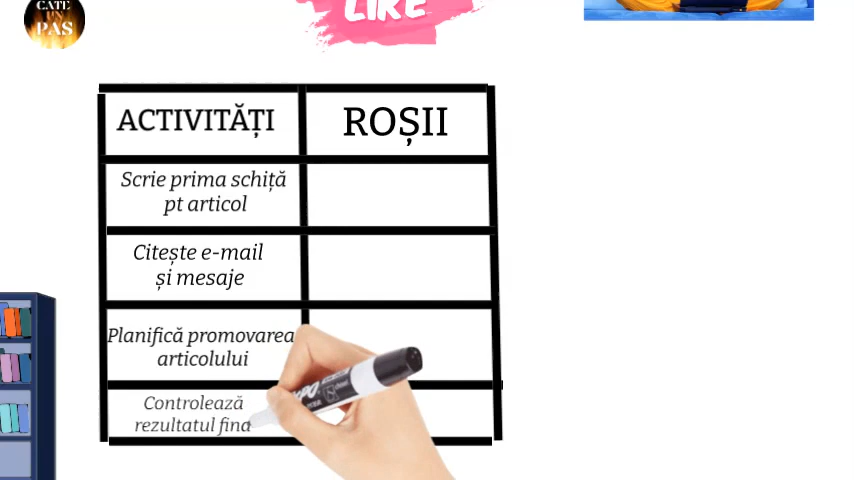 CATE
UN
PAS
LIKE
ACTIVITĂȚI
ROȘII
Scrie prima schiță
pt articol
Citește e-mail
și mesaje
Planifică promovarea
articolului
Controlează
rezultatul fina